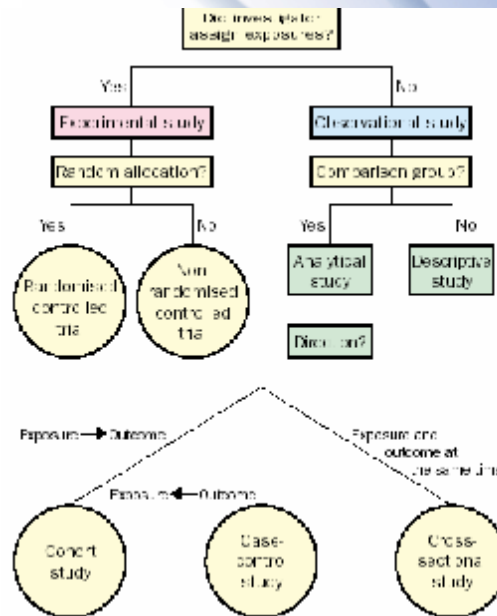 Did investigator
assign exposures?
Yes
No
Experimental study
Observational study
Random allocation?
Comparison group?
Yes
No
Yes
No
Randomised
controlled
trial
Non
randomised
controlled
trial
Analytical
study
Descriptive
study
Direction?
Exposure
Outcome
Exposure and
outcome at
the same time
Exposure
Outcome
Cohort
study
Case-
control
study
Cross-
sectional
study